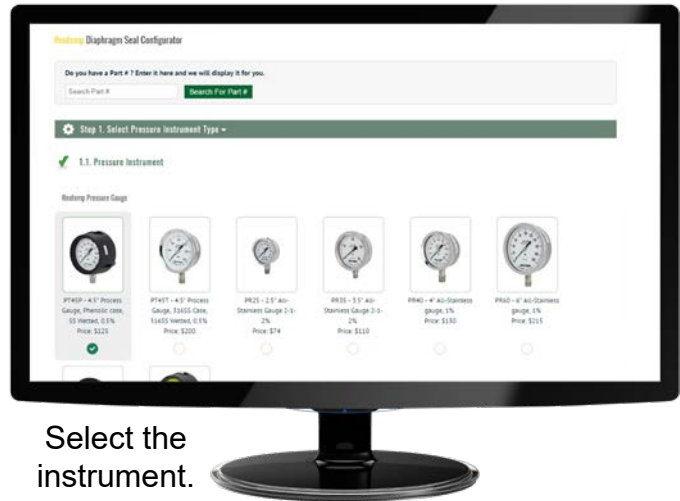 Reotemp Diaphragm Seal Configurator
Do you have a Part # ? Enter it here and we will display it for you.
Search Part #
Search For Part #
Step 1. Select Pressure Instrument Type
1.1. Pressure Instrument
Reotemp Pressure Gauge
PT45P - 4.5" Process
Gauge, Phenolic case,
SS Wetted, 0.5%
Price: $125
PT45T - 4.5" Process
Gauge, 316SS Case,
316SS Wetted, 0.5%
Price: $200
PR25 - 2.5" All-
Stainless Gauge 2-1-
2%
Price: $74
PR35 - 3.5" All-
Stainless Gauge 2-1-
2%
Price: $110
PR40 - 4" All-Stainless
gauge, 1%
Price: $150
PR60 - 6" All-Stainless
gauge, 1%
Price: $215
Select the
instrument.